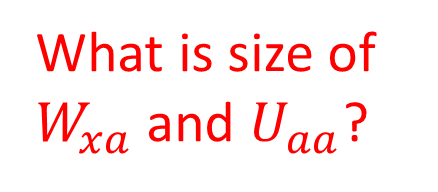 What is size of
W_{xa} and U_{aa}?